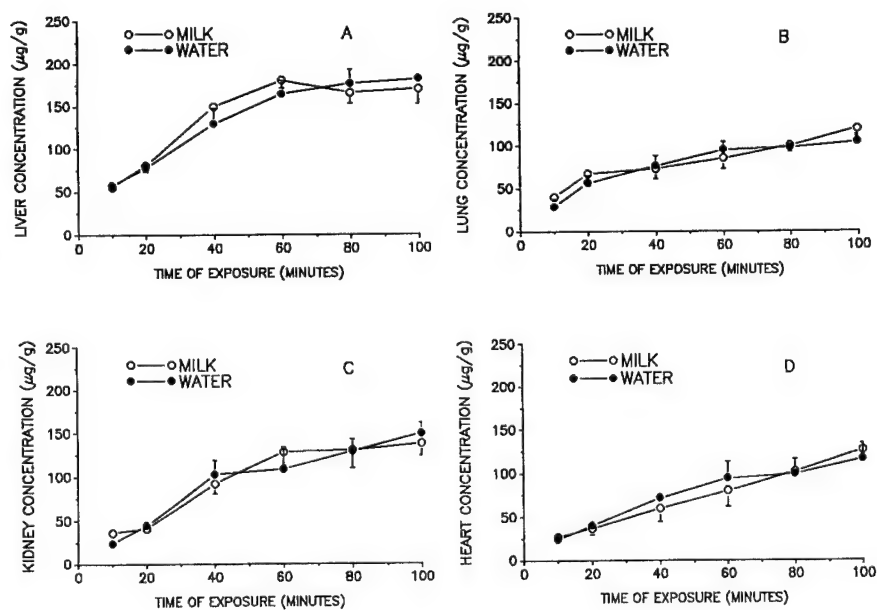 A
MILK
WATER
LIVER CONCENTRATION (µg/g)
250
200
150
100
50
0
0 20 40 60 80 100
TIME OF EXPOSURE (MINUTES)
B
MILK
WATER
LUNG CONCENTRATION (µg/g)
250
200
150
100
50
0
0 20 40 60 80 100
TIME OF EXPOSURE (MINUTES)
C
MILK
WATER
KIDNEY CONCENTRATION (µg/g)
250
200
150
100
50
0
0 20 40 60 80 100
TIME OF EXPOSURE (MINUTES)
D
MILK
WATER
HEART CONCENTRATION (µg/g)
250
200
150
100
50
0
0 20 40 60 80 100
TIME OF EXPOSURE (MINUTES)